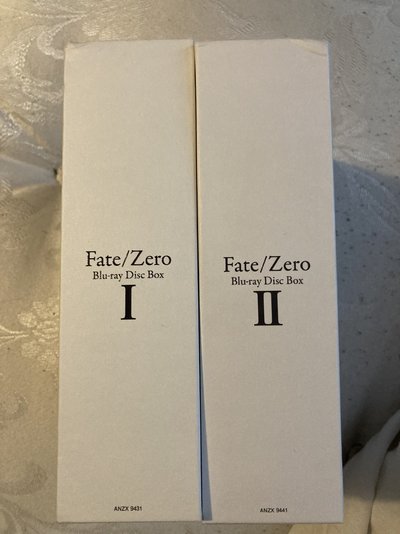 Fate/Zero
Blu-ray Disc Box
I
ANZX 9431
Fate/Zero
Blu-ray Disc Box
II
ANZX 9441